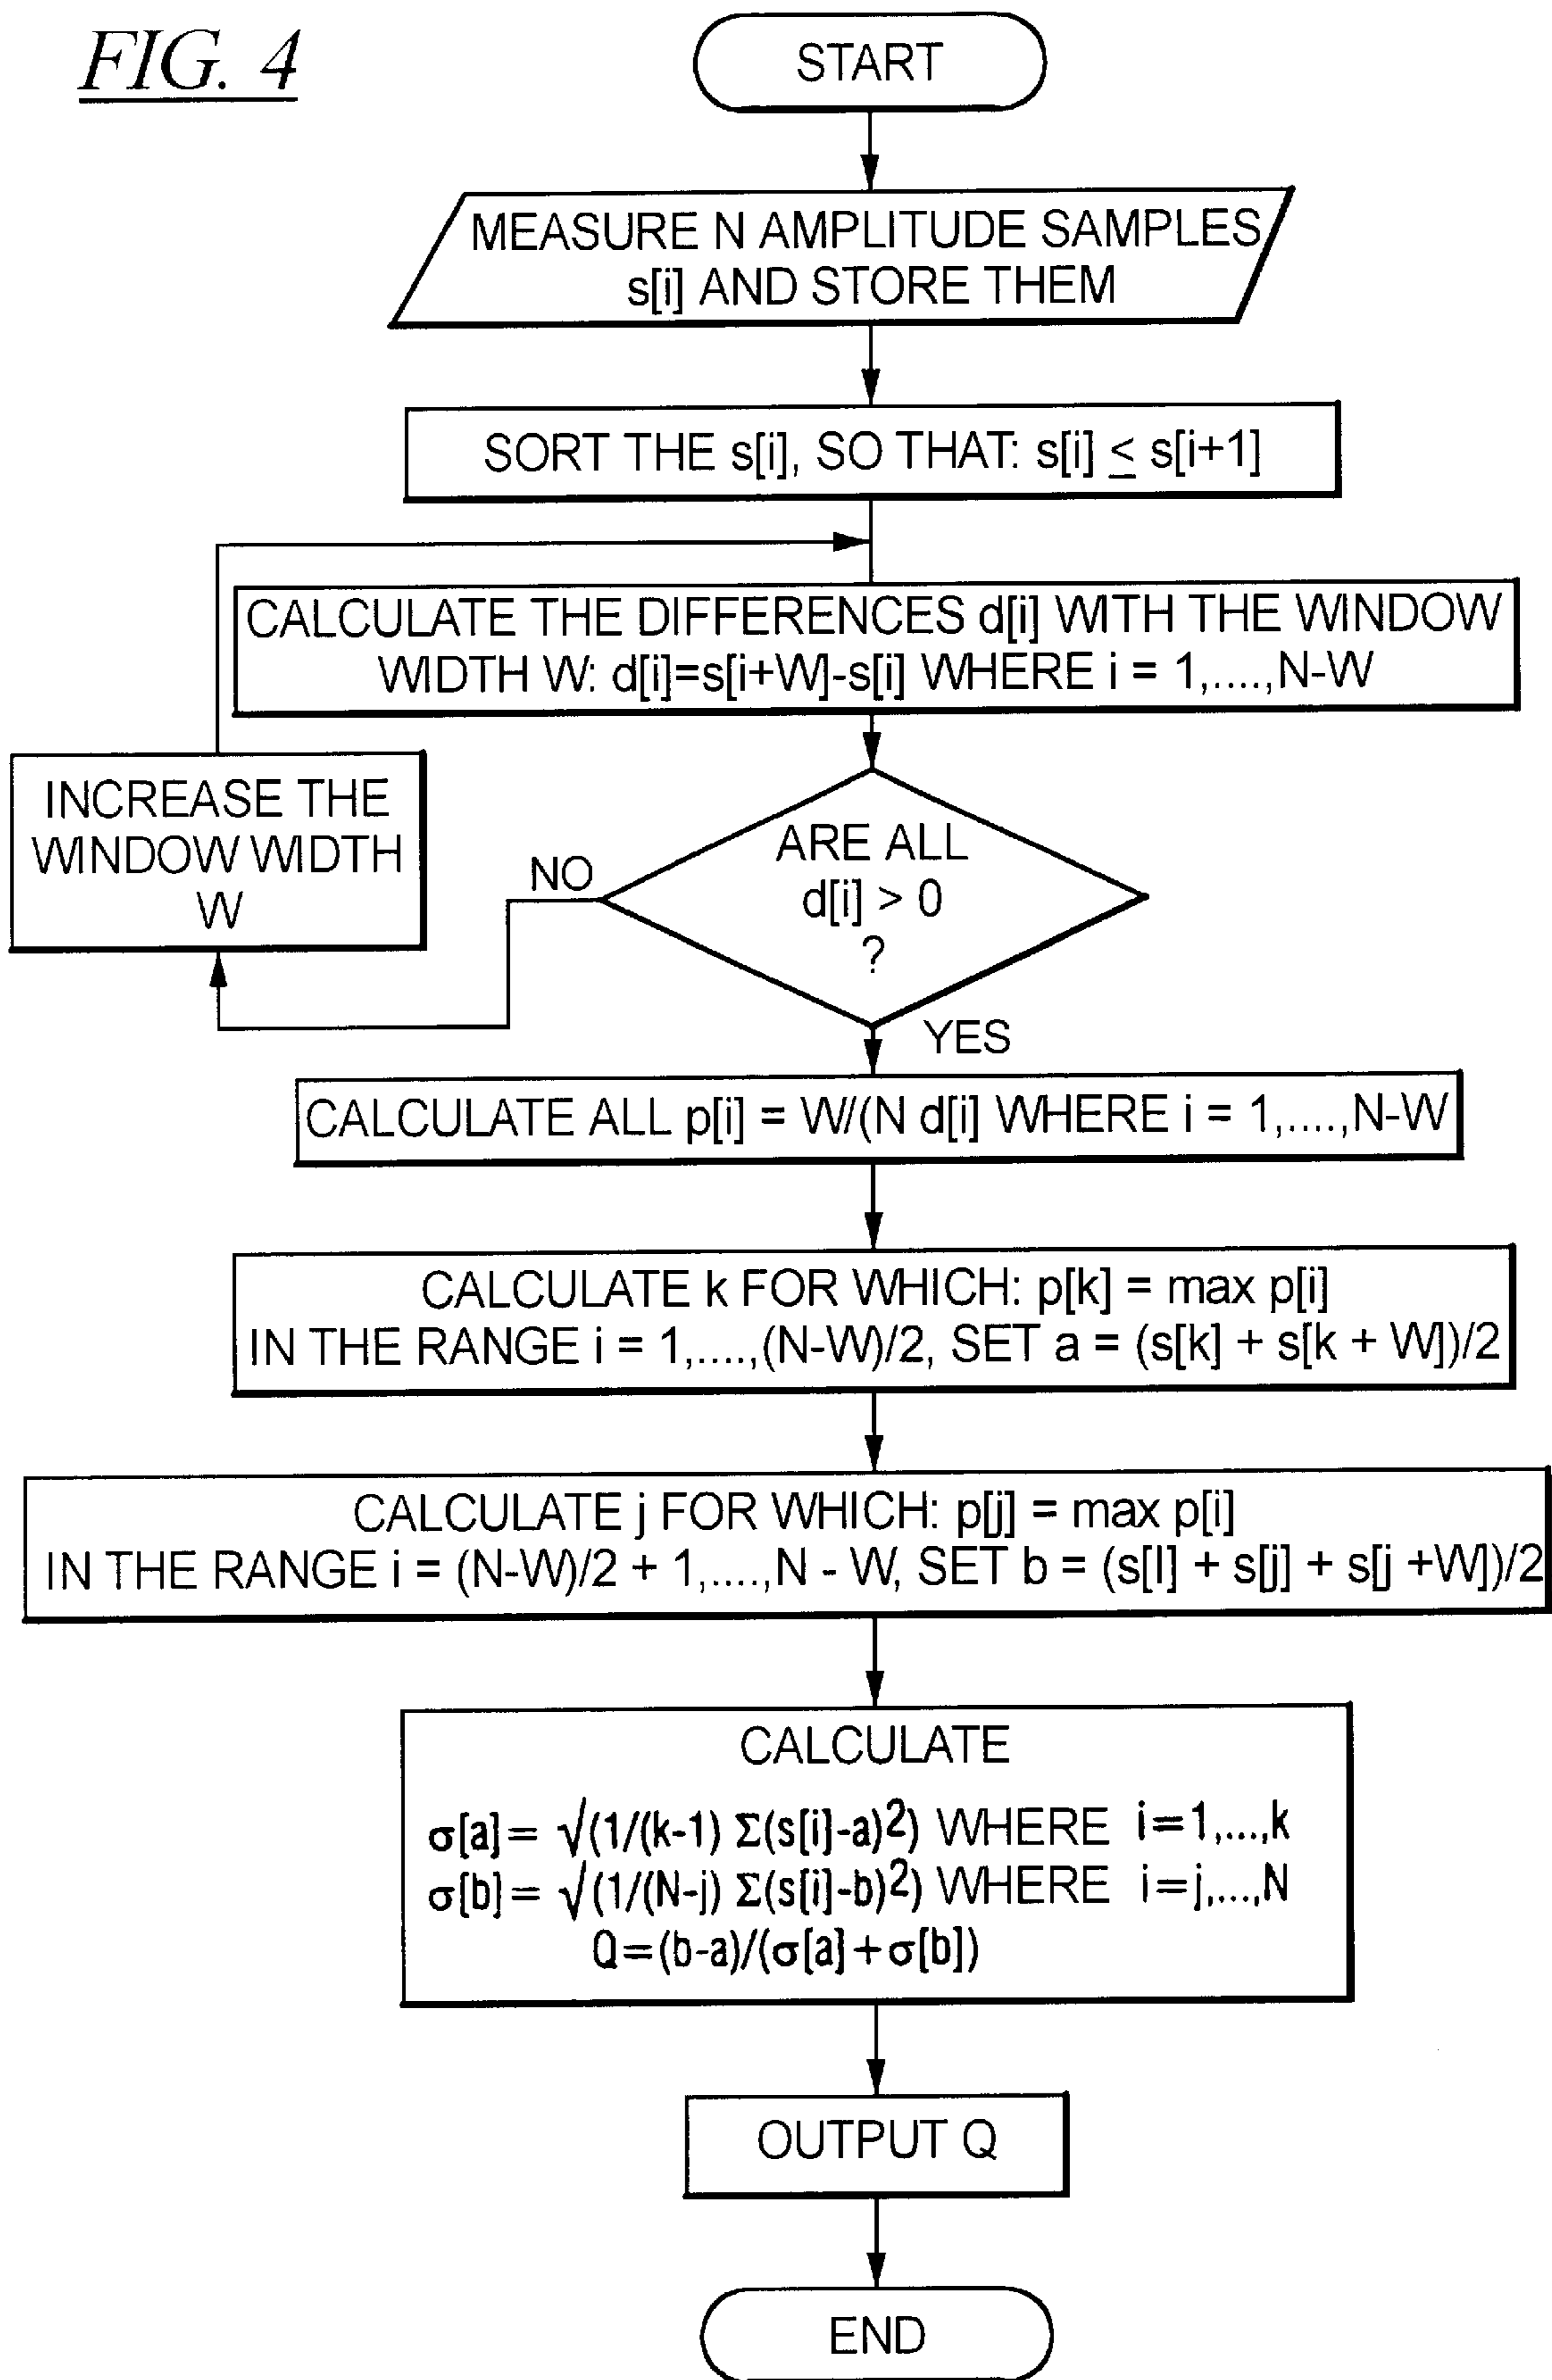 FIG. 4
START
MEASURE N AMPLITUDE SAMPLES
s[i] AND STORE THEM
SORT THE s[i], SO THAT: s[i] ≤ s[i+1]
CALCULATE THE DIFFERENCES d[i] WITH THE WINDOW
WIDTH W: d[i]=s[i+W]-s[i] WHERE i = 1,....,N-W
INCREASE THE
WINDOW WIDTH
W
NO
ARE ALL
d[i] > 0
?
YES
CALCULATE ALL p[i] = W/(N d[i] WHERE i = 1,....,N-W
CALCULATE k FOR WHICH: p[k] = max p[i]
IN THE RANGE i = 1,....,(N-W)/2, SET a = (s[k] + s[k + W])/2
CALCULATE j FOR WHICH: p[j] = max p[i]
IN THE RANGE i = (N-W)/2 + 1,....,N - W, SET b = (s[l] + s[j] + s[j +W])/2
CALCULATE
σ[a] = √(1/(k-1) Σ(s[i]-a)²) WHERE i=1,...,k
σ[b] = √(1/(N-j) Σ(s[i]-b)²) WHERE i=j,...,N
Q=(b-a)/(σ[a]+σ[b])
OUTPUT Q
END